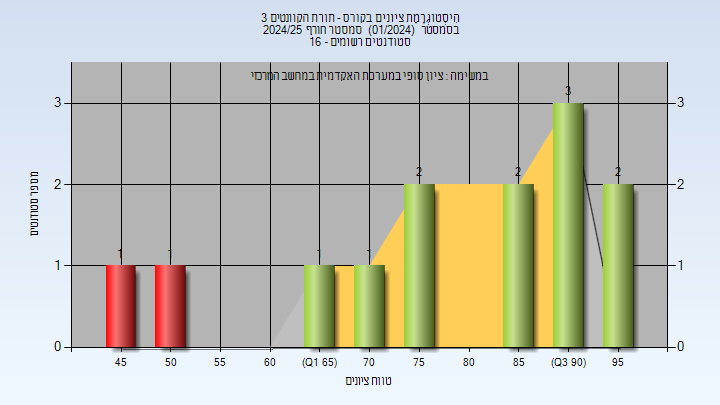 היסטוגרמת ציונים בקורס - תורת הקוונטים 3
בסמסטר (01/2024) סמסטר חורף 2024/25
סטודנטים רשומים - 16
במשימה : ציון סופי במערכת האקדמית במחשב המרכזי
3 3
2 2
1 1
0 0
1 1 1 1 2 2 3 2
מספר סטודנטים
45 50 55 60 (Q1 65) 70 75 80 85 (Q3 90) 95
טווח ציונים